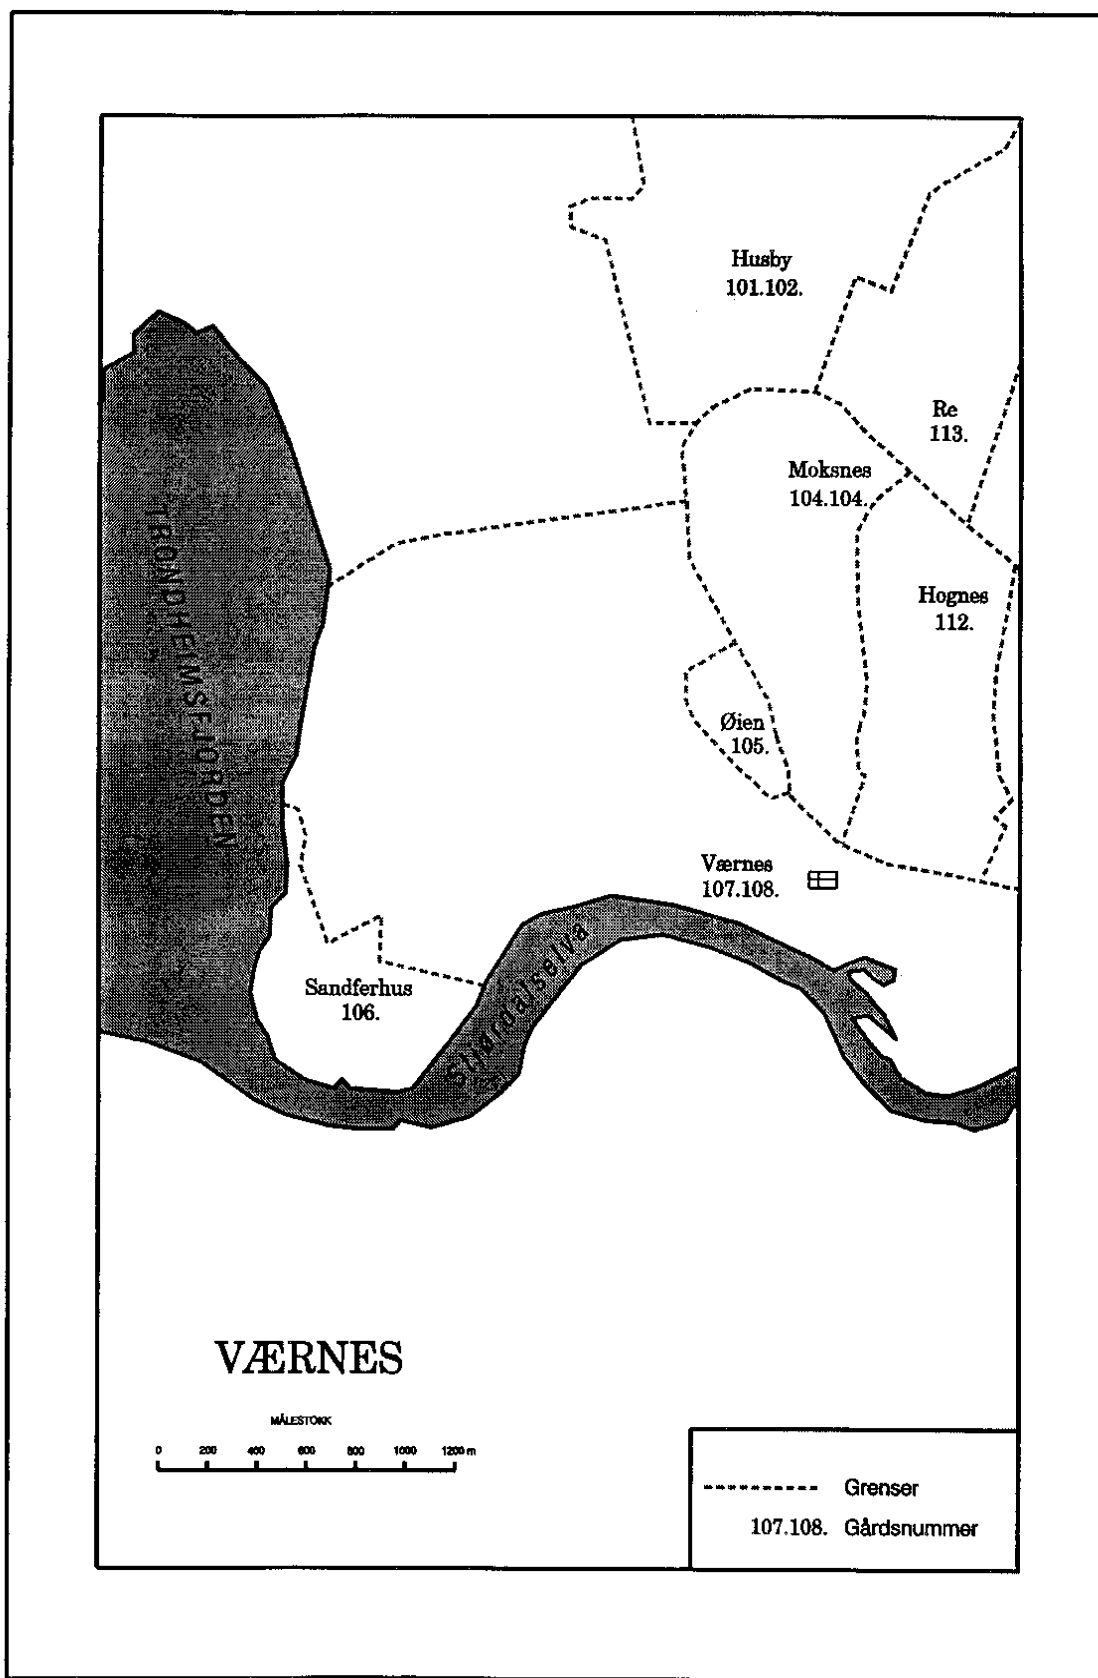 Husby
101.102.
Re
113.
Moksnes
104.104.
TRONDHEIMSFJORDEN
Hognes
112.
Øien
105.
Værnes
107.108.
Stjørdalselva
Sandferhus
106.
VÆRNES
MÅLESTOKK
0 200 400 600 800 1000 1200 m
Grenser
107.108. Gårdsnummer